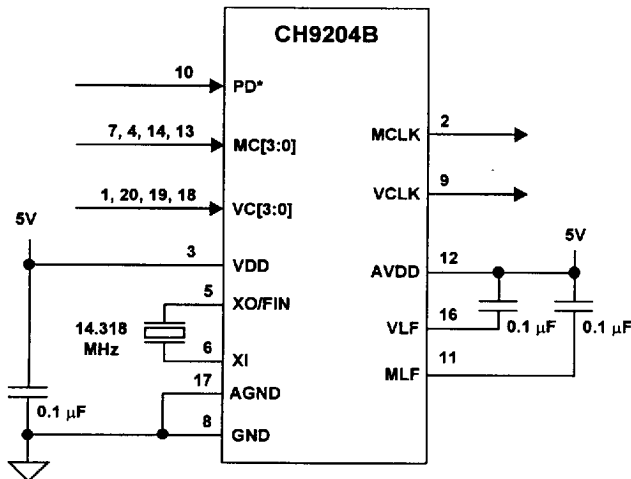 CH9204B
10
PD*
7, 4, 14, 13
MC[3:0]
MCLK
2
1, 20, 19, 18
VC[3:0]
VCLK
9
5V
3
VDD
AVDD
12
5V
5
XO/FIN
14.318
MHz
VLF
16
0.1 μF
0.1 μF
6
XI
MLF
11
17
AGND
0.1 μF
8
GND